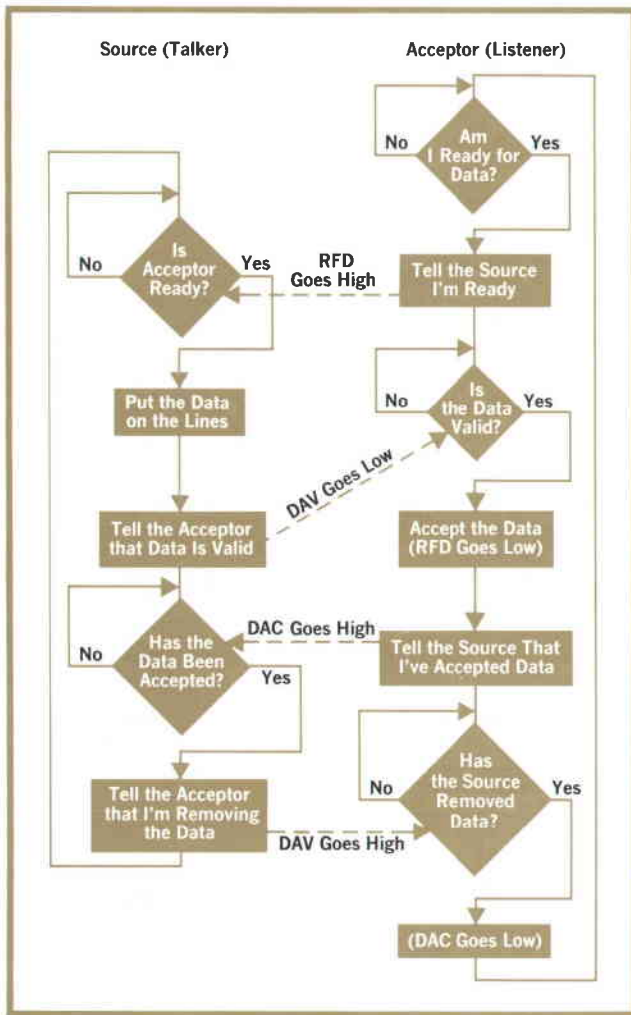 Source (Talker)
Acceptor (Listener)
Am
I Ready for
Data?
No
Yes
Is
Acceptor
Ready?
No
Yes
RFD
Goes High
Tell the Source
I'm Ready
Put the Data
on the Lines
Is
the Data
Valid?
No
Yes
DAV Goes Low
Tell the Acceptor
that Data Is Valid
Accept the Data
(RFD Goes Low)
Has the
Data Been
Accepted?
No
Yes
DAC Goes High
Tell the Source That
I've Accepted Data
Tell the Acceptor
that I'm Removing
the Data
DAV Goes High
Has
the Source
Removed
Data?
No
Yes
(DAC Goes Low)